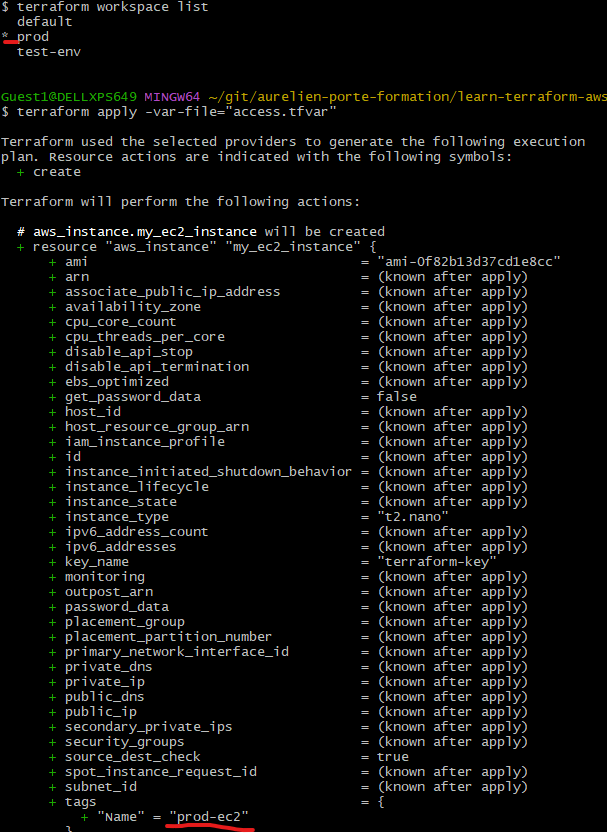 $ terraform workspace list
  default
* prod
  test-env
Guest1@DELLXPS649 MINGW64 ~/git/aurelien-porte-formation/learn-terraform-aws
$ terraform apply -var-file="access.tfvar"
Terraform used the selected providers to generate the following execution
plan. Resource actions are indicated with the following symbols:
  + create
Terraform will perform the following actions:
  # aws_instance.my_ec2_instance will be created
  + resource "aws_instance" "my_ec2_instance" {
      + ami                                  = "ami-0f82b13d37cd1e8cc"
      + arn                                  = (known after apply)
      + associate_public_ip_address          = (known after apply)
      + availability_zone                    = (known after apply)
      + cpu_core_count                       = (known after apply)
      + cpu_threads_per_core                 = (known after apply)
      + disable_api_stop                     = (known after apply)
      + disable_api_termination              = (known after apply)
      + ebs_optimized                        = (known after apply)
      + get_password_data                    = false
      + host_id                              = (known after apply)
      + host_resource_group_arn              = (known after apply)
      + iam_instance_profile                 = (known after apply)
      + id                                   = (known after apply)
      + instance_initiated_shutdown_behavior = (known after apply)
      + instance_lifecycle                   = (known after apply)
      + instance_state                       = (known after apply)
      + instance_type                        = "t2.nano"
      + ipv6_address_count                   = (known after apply)
      + ipv6_addresses                       = (known after apply)
      + key_name                             = "terraform-key"
      + monitoring                           = (known after apply)
      + outpost_arn                          = (known after apply)
      + password_data                        = (known after apply)
      + placement_group                      = (known after apply)
      + placement_partition_number           = (known after apply)
      + primary_network_interface_id         = (known after apply)
      + private_dns                          = (known after apply)
      + private_ip                           = (known after apply)
      + public_dns                           = (known after apply)
      + public_ip                            = (known after apply)
      + secondary_private_ips                = (known after apply)
      + security_groups                      = (known after apply)
      + source_dest_check                    = true
      + spot_instance_request_id             = (known after apply)
      + subnet_id                            = (known after apply)
      + tags                                 = {
          + "Name" = "prod-ec2"
        }